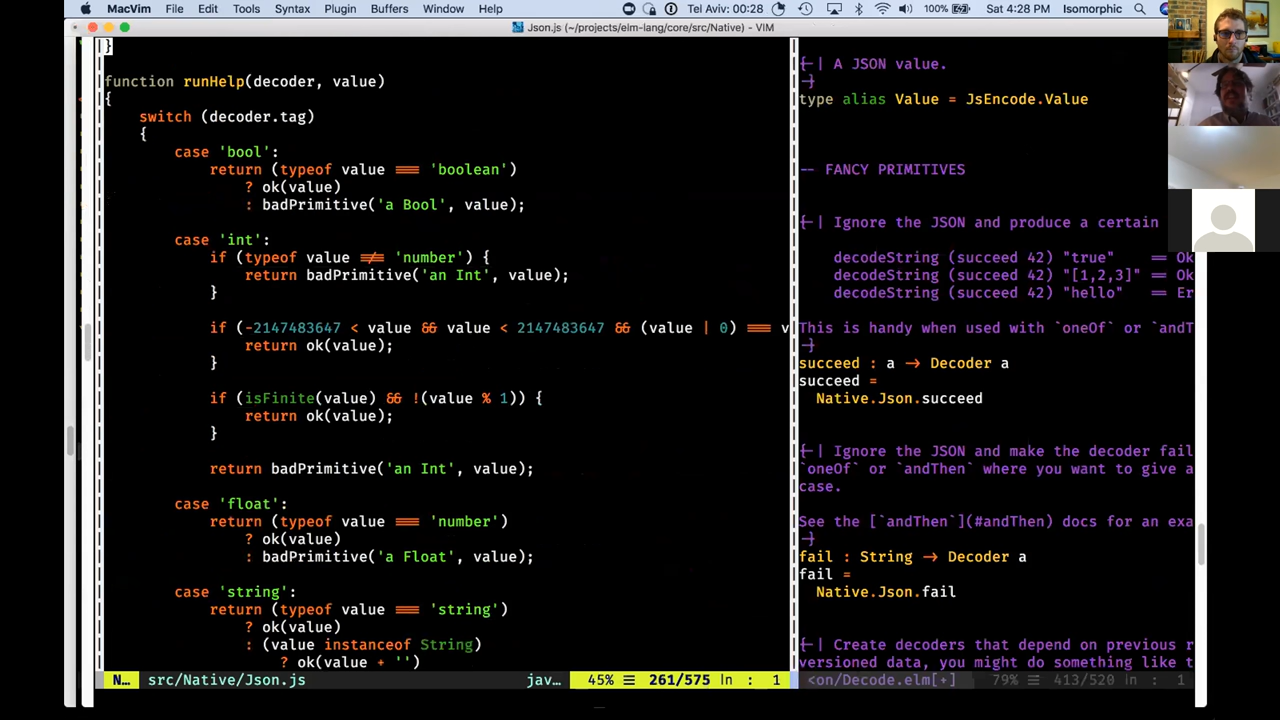 MacVim File Edit Tools Syntax Plugin Buffers Window Help Tel Aviv: 00:28 100% Sat 4:28 PM Isomorphic
Json.js (~/projects/elm-lang/core/src/Native) - VIM
}
function runHelp(decoder, value)
{
switch (decoder.tag)
{
case 'bool':
return (typeof value === 'boolean')
? ok(value)
: badPrimitive('a Bool', value);
case 'int':
if (typeof value !== 'number') {
return badPrimitive('an Int', value);
}
if (-2147483647 < value && value < 2147483647 && (value | 0) === v
return ok(value);
}
if (isFinite(value) && !(value % 1)) {
return ok(value);
}
return badPrimitive('an Int', value);
case 'float':
return (typeof value === 'number')
? ok(value)
: badPrimitive('a Float', value);
case 'string':
return (typeof value === 'string')
? ok(value)
: (value instanceof String)
? ok(value + '')
N… src/Native/Json.js jav… 45% ☰ 261/575 ln : 1
{-| A JSON value.
-}
type alias Value = JsEncode.Value
-- FANCY PRIMITIVES
{-| Ignore the JSON and produce a certain
decodeString (succeed 42) "true" == Ok
decodeString (succeed 42) "[1,2,3]" == Ok
decodeString (succeed 42) "hello" == Er
This is handy when used with `oneOf` or `andT
-}
succeed : a -> Decoder a
succeed =
Native.Json.succeed
{-| Ignore the JSON and make the decoder fail
`oneOf` or `andThen` where you want to give a
case.
See the [`andThen`](#andThen) docs for an exa
-}
fail : String -> Decoder a
fail =
Native.Json.fail
{-| Create decoders that depend on previous r
versioned data, you might do something like t
<on/Decode.elm[+] 79% ☰ 413/520 ln : 1